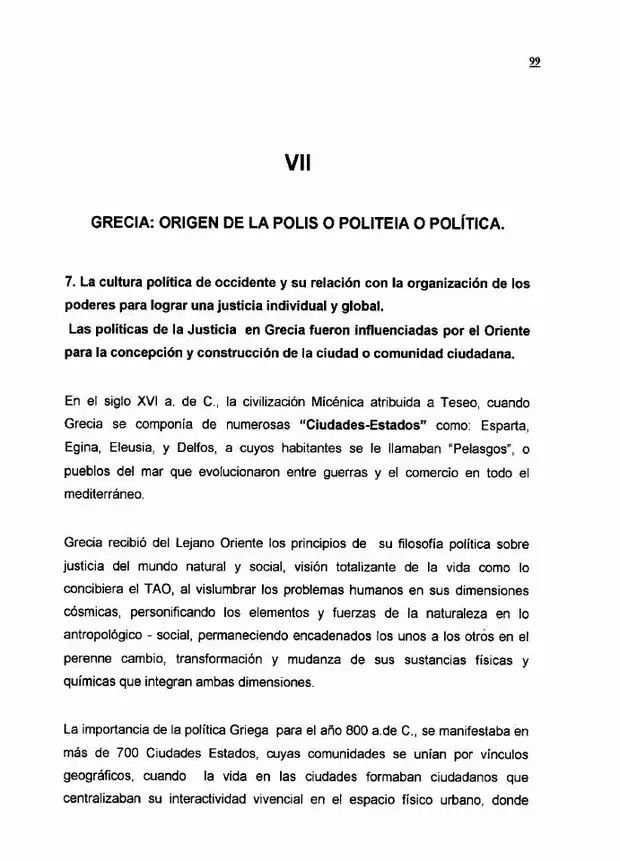 99
VII
GRECIA: ORIGEN DE LA POLIS O POLITEIA O POLÍTICA.
7. La cultura política de occidente y su relación con la organización de los
poderes para lograr una justicia individual y global.
Las políticas de la Justicia en Grecia fueron influenciadas por el Oriente
para la concepción y construcción de la ciudad o comunidad ciudadana.
En el siglo XVI a. de C., la civilización Micénica atribuida a Teseo, cuando
Grecia se componía de numerosas "Ciudades-Estados" como: Esparta,
Egina, Eleusia, y Delfos, a cuyos habitantes se le llamaban "Pelasgos", o
pueblos del mar que evolucionaron entre guerras y el comercio en todo el
mediterráneo.
Grecia recibió del Lejano Oriente los principios de su filosofía política sobre
justicia del mundo natural y social, visión totalizante de la vida como lo
concibiera el TAO, al vislumbrar los problemas humanos en sus dimensiones
cósmicas, personificando los elementos y fuerzas de la naturaleza en lo
antropológico - social, permaneciendo encadenados los unos a los otros en el
perenne cambio, transformación y mudanza de sus sustancias físicas y
químicas que integran ambas dimensiones.
La importancia de la política Griega para el año 800 a.de C., se manifestaba en
más de 700 Ciudades Estados, cuyas comunidades se unían por vínculos
geográficos, cuando la vida en las ciudades formaban ciudadanos que
centralizaban su interactividad vivencial en el espacio físico urbano, donde